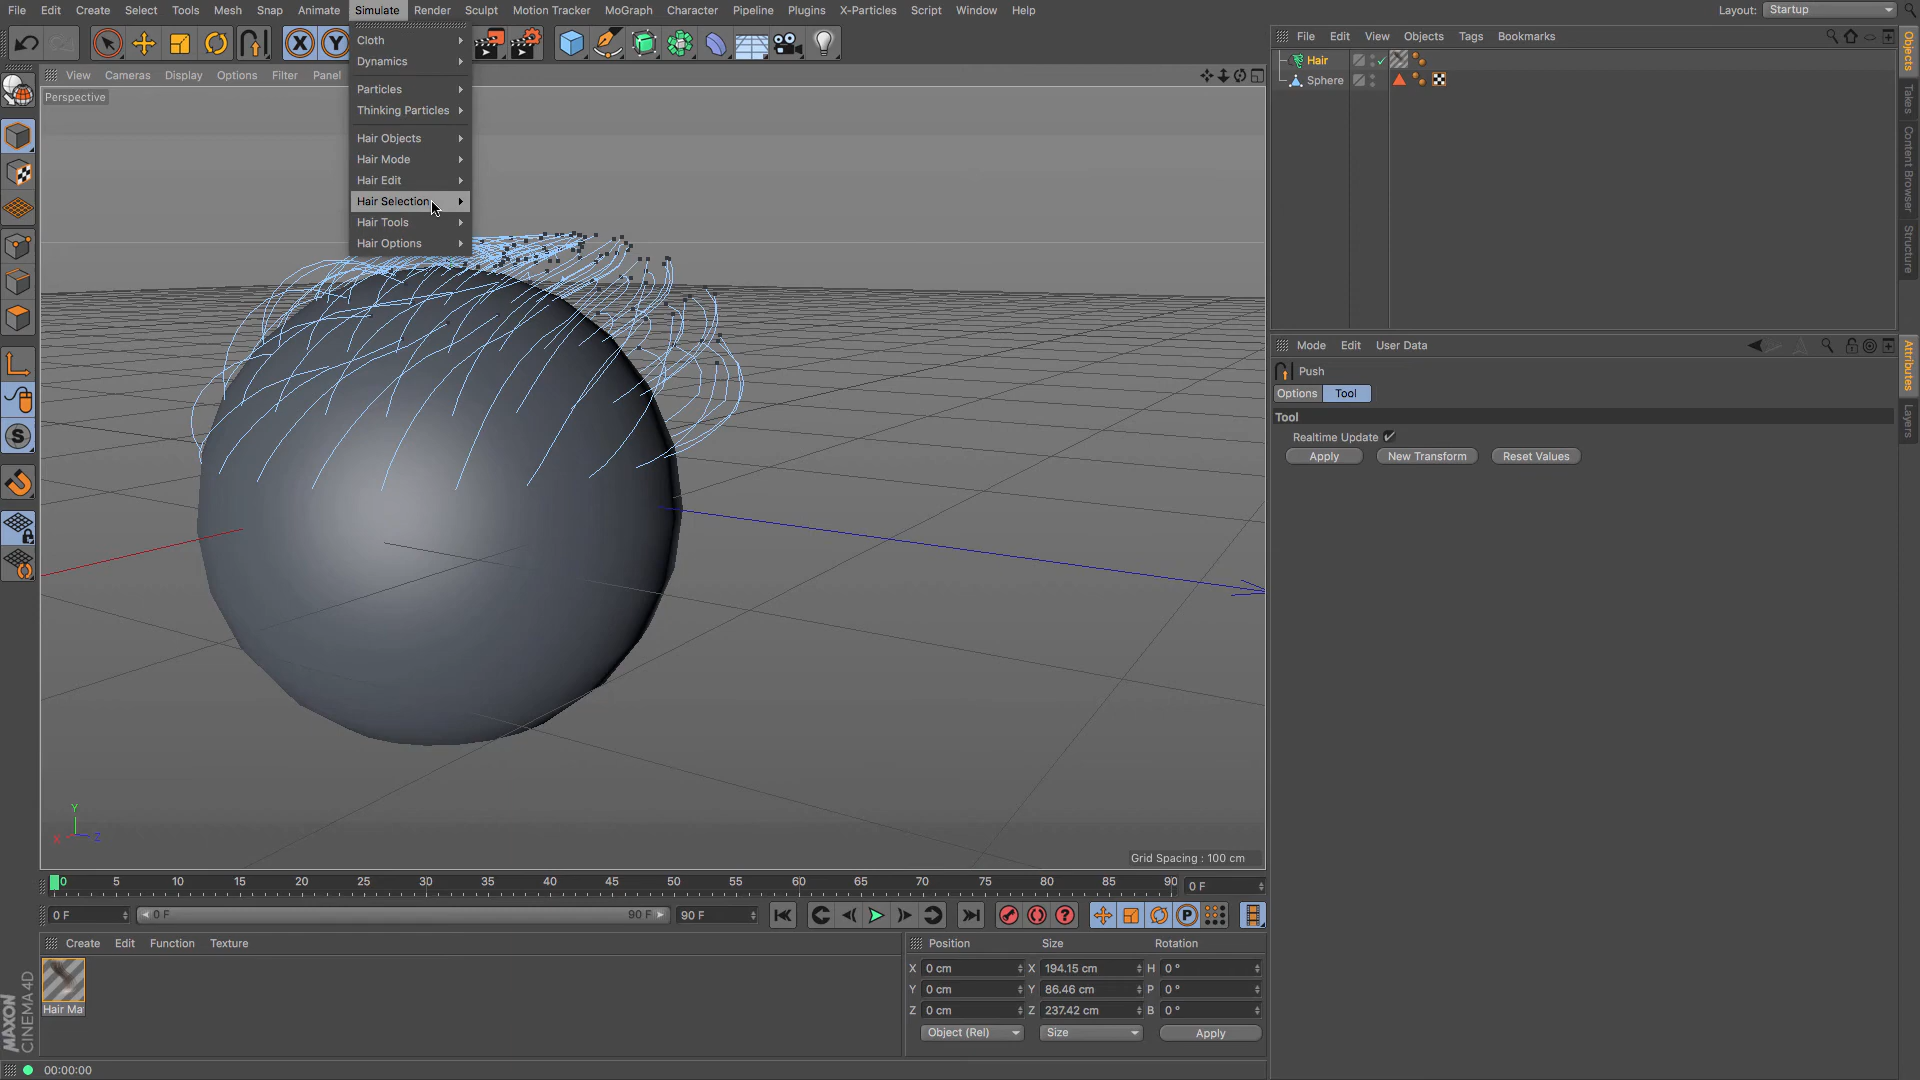 File Edit Create Select Tools Mesh Snap Animate Simulate Render Sculpt Motion Tracker MoGraph Character Pipeline Plugins X-Particles Script Window Help Layout: Startup
X Y
Cloth
Dynamics
Particles
Thinking Particles
Hair Objects
Hair Mode
Hair Edit
Hair Selection
Hair Tools
Hair Options
View Cameras Display Options Filter Panel
Perspective
Y
X Z
Grid Spacing : 100 cm
File Edit View Objects Tags Bookmarks
Hair
Sphere
Objects
Takes
Content Browser
Structure
Mode Edit User Data
Push
Options Tool
Tool
Realtime Update
Apply New Transform Reset Values
Attributes
Layers
S
0 5 10 15 20 25 30 35 40 45 50 55 60 65 70 75 80 85 90 0 F
0 F 0 F 90 F 90 F
P
Create Edit Function Texture
Hair Ma
Position Size Rotation
X 0 cm X 194.15 cm H 0 °
Y 0 cm Y 86.46 cm P 0 °
Z 0 cm Z 237.42 cm B 0 °
Object (Rel) Size Apply
MAXON
CINEMA 4D
00:00:00